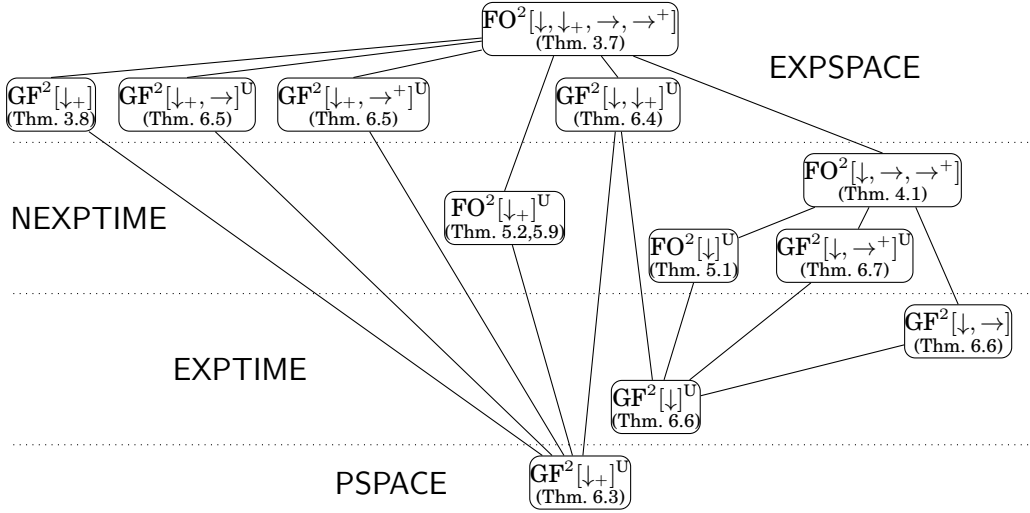 FO²[↓, ↓₊, →, →⁺]
(Thm. 3.7)
EXPSPACE
GF²[↓₊]
(Thm. 3.8)
GF²[↓₊, →]ᵁ
(Thm. 6.5)
GF²[↓₊, →⁺]ᵁ
(Thm. 6.5)
GF²[↓, ↓₊]ᵁ
(Thm. 6.4)
FO²[↓, →, →⁺]
(Thm. 4.1)
NEXPTIME
FO²[↓₊]ᵁ
(Thm. 5.2,5.9)
FO²[↓]ᵁ
(Thm. 5.1)
GF²[↓, →⁺]ᵁ
(Thm. 6.7)
GF²[↓, →]
(Thm. 6.6)
EXPTIME
GF²[↓]ᵁ
(Thm. 6.6)
PSPACE
GF²[↓₊]ᵁ
(Thm. 6.3)